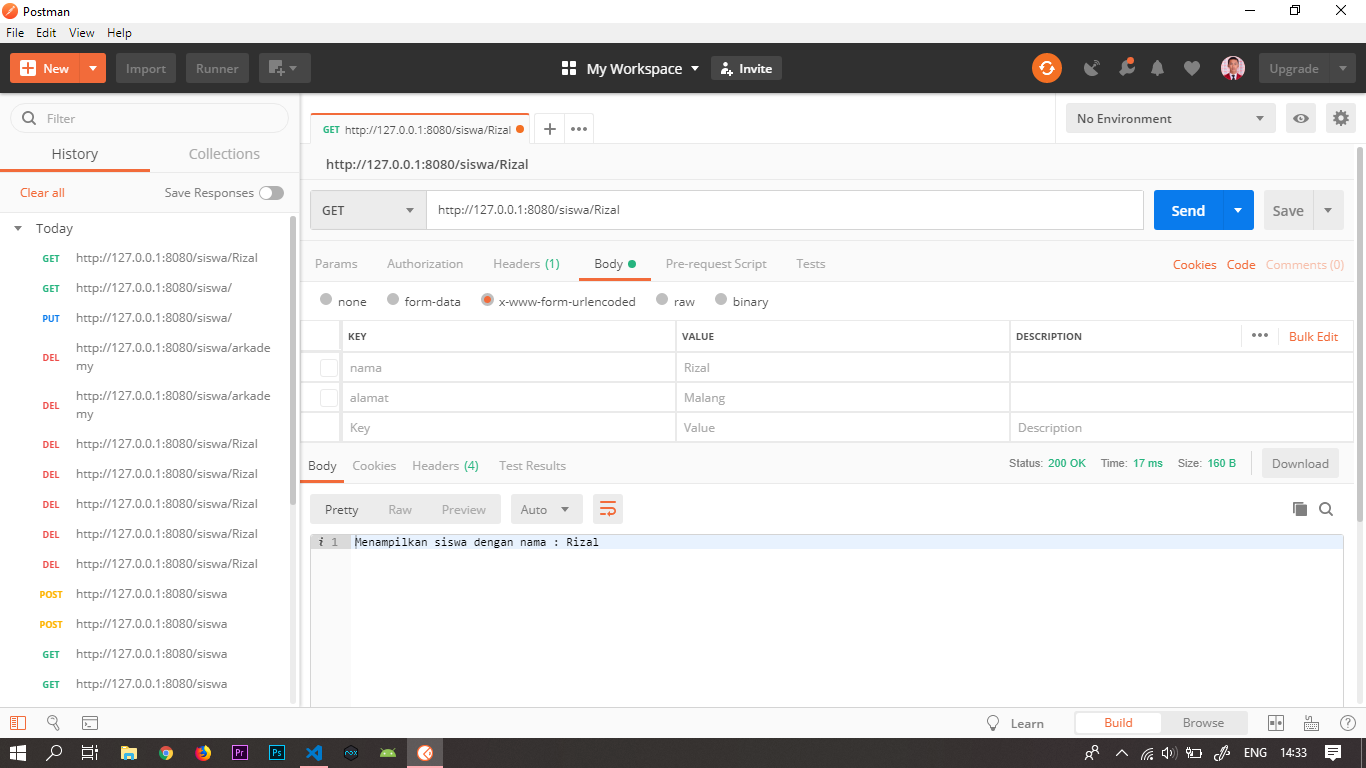 Postman
File Edit View Help
New Import Runner My Workspace Invite Upgrade
Filter
History Collections
Clear all Save Responses
Today
GET http://127.0.0.1:8080/siswa/Rizal
GET http://127.0.0.1:8080/siswa/
PUT http://127.0.0.1:8080/siswa/
DEL http://127.0.0.1:8080/siswa/arkade
my
DEL http://127.0.0.1:8080/siswa/arkade
my
DEL http://127.0.0.1:8080/siswa/Rizal
DEL http://127.0.0.1:8080/siswa/Rizal
DEL http://127.0.0.1:8080/siswa/Rizal
DEL http://127.0.0.1:8080/siswa/Rizal
DEL http://127.0.0.1:8080/siswa/Rizal
POST http://127.0.0.1:8080/siswa
POST http://127.0.0.1:8080/siswa
GET http://127.0.0.1:8080/siswa
GET http://127.0.0.1:8080/siswa
GET http://127.0.0.1:8080/siswa/Rizal
No Environment
http://127.0.0.1:8080/siswa/Rizal
GET http://127.0.0.1:8080/siswa/Rizal Send Save
Params Authorization Headers (1) Body Pre-request Script Tests Cookies Code Comments (0)
none form-data x-www-form-urlencoded raw binary
KEY VALUE DESCRIPTION Bulk Edit
nama Rizal
alamat Malang
Key Value Description
Body Cookies Headers (4) Test Results Status: 200 OK Time: 17 ms Size: 160 B Download
Pretty Raw Preview Auto
i 1 Menampilkan siswa dengan nama : Rizal
Learn Build Browse
Pr Ps nox ENG 14:33